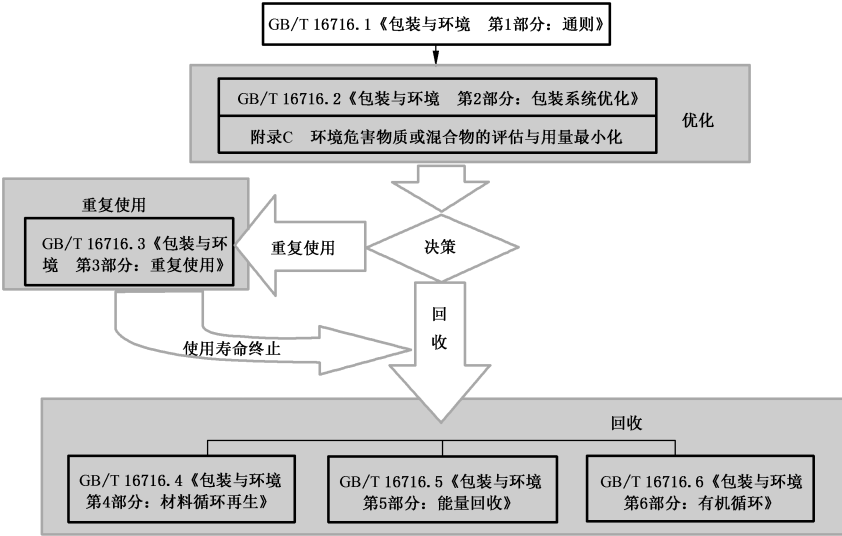 GB/T 16716.1《包装与环境　第1部分：通则》
GB/T 16716.2《包装与环境　第2部分：包装系统优化》
附录C　环境危害物质或混合物的评估与用量最小化
优化
重复使用
GB/T 16716.3《包装与环
境　第3部分：重复使用》
重复使用
决策
回
收
使用寿命终止
回收
GB/T 16716.4《包装与环境
第4部分：材料循环再生》
GB/T 16716.5《包装与环境
第5部分：能量回收》
GB/T 16716.6《包装与环境
第6部分：有机循环》